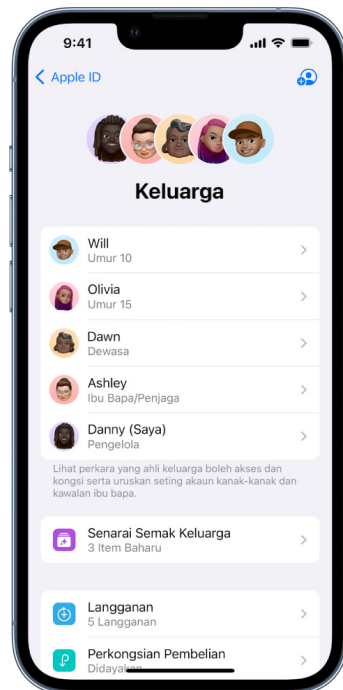 9:41
Apple ID
Keluarga
Will
Umur 10
Olivia
Umur 15
Dawn
Dewasa
Ashley
Ibu Bapa/Penjaga
Danny (Saya)
Pengelola
Lihat perkara yang ahli keluarga boleh akses dan
kongsi serta uruskan seting akaun kanak-kanak dan
kawalan ibu bapa.
Senarai Semak Keluarga
3 Item Baharu
Langganan
5 Langganan
Perkongsian Pembelian
Didayakan